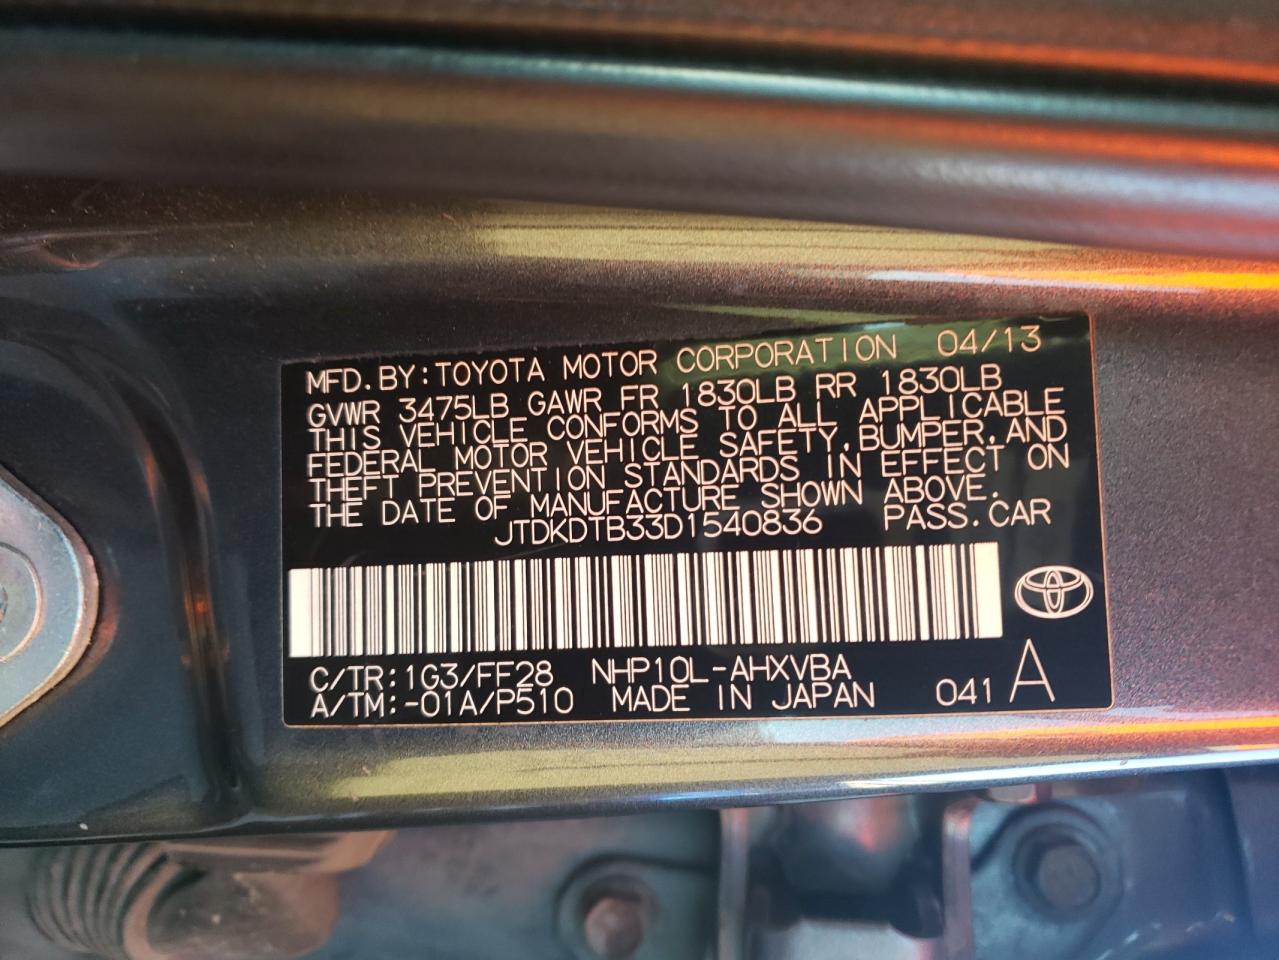 MFD. BY: TOYOTA MOTOR CORPORATION 04/13
GVWR 3475LB GAWR FR 1830LB RR 1830LB
THIS VEHICLE CONFORMS TO ALL APPLICABLE
FEDERAL MOTOR VEHICLE SAFETY, BUMPER, AND
THEFT PREVENTION STANDARDS IN EFFECT ON
THE DATE OF MANUFACTURE SHOWN ABOVE.
JTDKDTB33D1540836 PASS. CAR
C/TR: 1G3/FF28 NHP10L-AHXVBA
A/TM: -01A/P510 MADE IN JAPAN 041 A